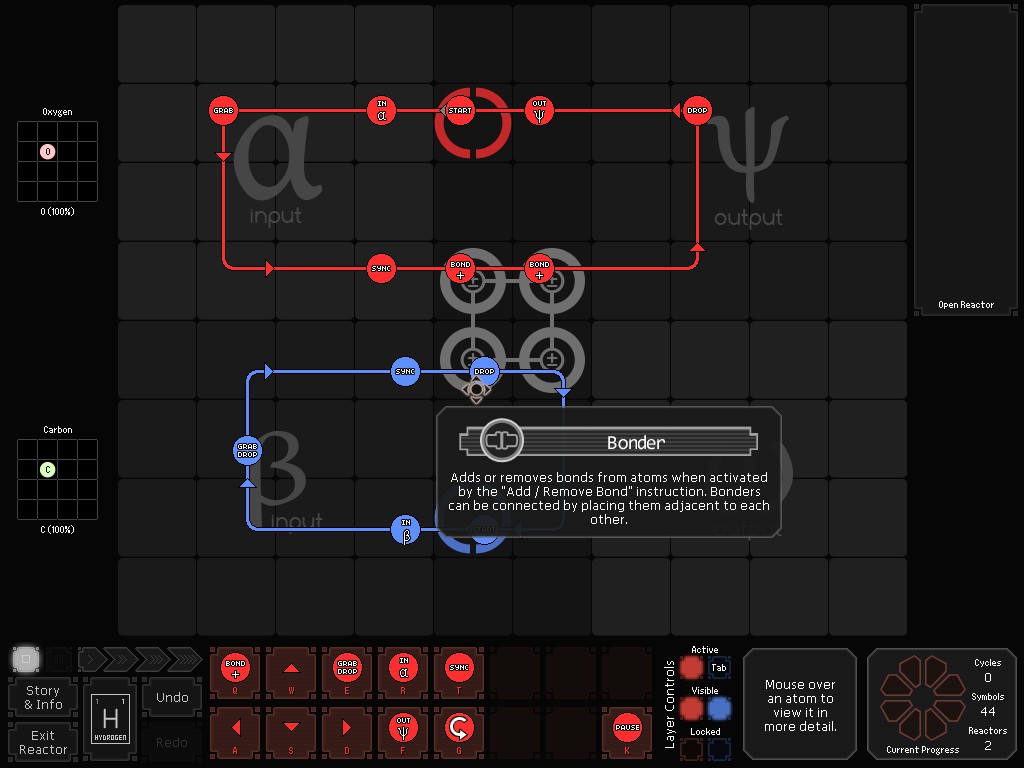 Oxygen
O
O (100%)
Carbon
C
C (100%)
GRAB
IN
α
START
OUT
ψ
DROP
α
input
ψ
output
SYNC
BOND
+
BOND
+
SYNC
DROP
GRAB
DROP
β
input
IN
β
Bonder
Adds or removes bonds from atoms when activated
by the "Add / Remove Bond" instruction. Bonders
can be connected by placing them adjacent to each
other.
Open Reactor
Story
& Info
Exit
Reactor
1 1
H
HYDROGEN
Undo
Redo
BOND
+
Q
W
GRAB
DROP
E
IN
α
R
SYNC
T
A
S
D
OUT
ψ
F
G
PAUSE
K
Layer Controls
Active
Tab
Visible
Locked
Mouse over
an atom to
view it in
more detail.
Current Progress
Cycles
0
Symbols
44
Reactors
2